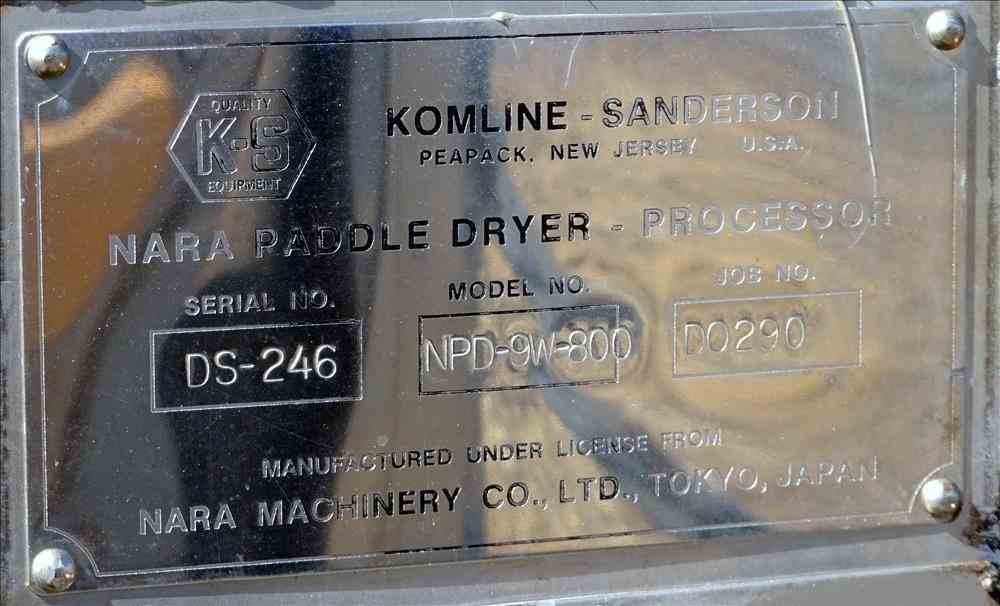 QUALITY
K-S
EQUIPMENT
KOMLINE - SANDERSON
PEAPACK, NEW JERSEY U.S.A.
NARA PADDLE DRYER - PROCESSOR
SERIAL NO. MODEL NO. JOB NO.
DS-246 NPD-9W-800 DO290
MANUFACTURED UNDER LICENSE FROM
NARA MACHINERY CO., LTD., TOKYO, JAPAN